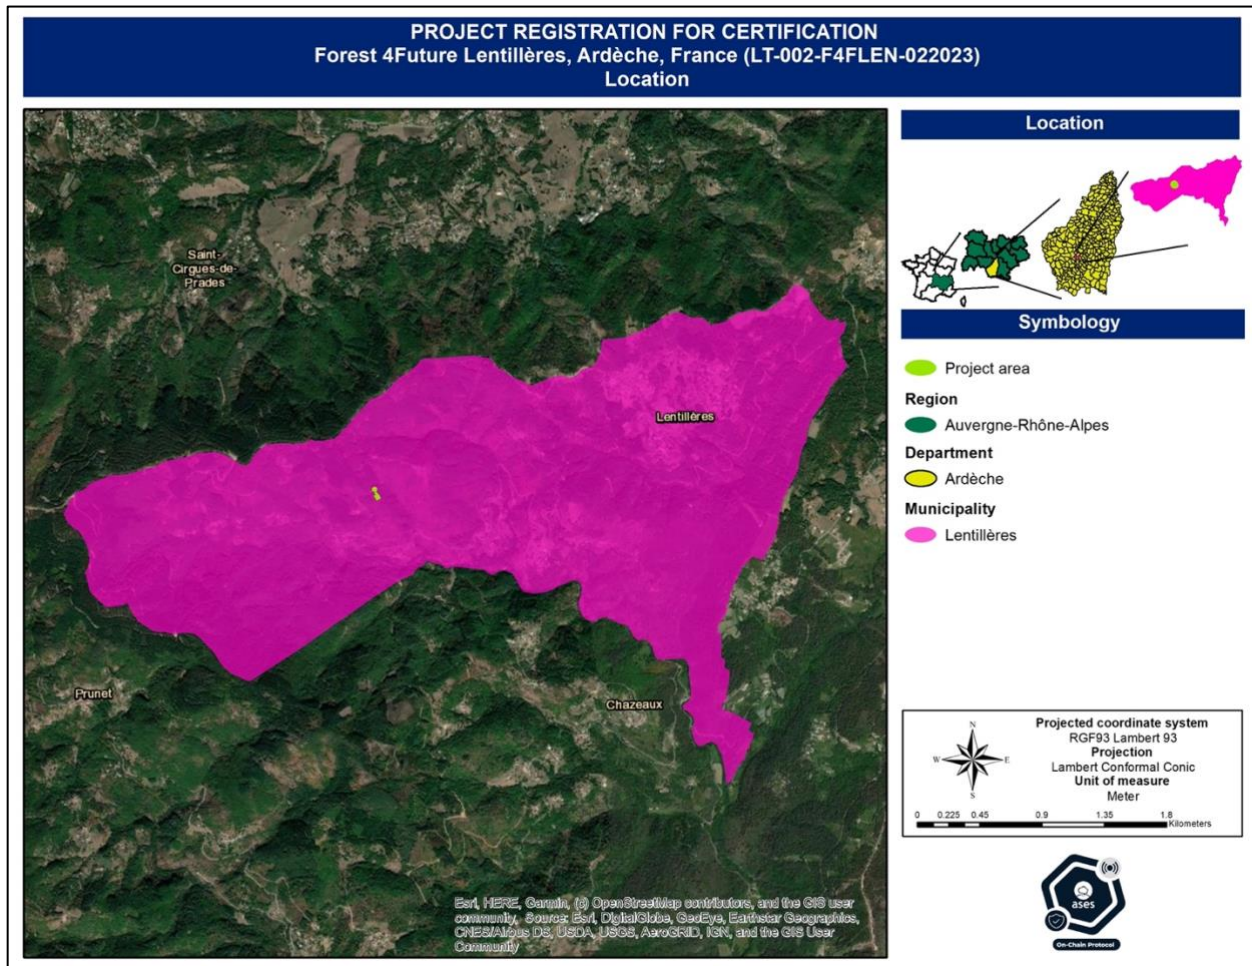 PROJECT REGISTRATION FOR CERTIFICATION
Forest 4Future Lentillères, Ardèche, France (LT-002-F4FLEN-022023)
Location
Saint-
Cirgues-de-
Prades
Lentillères
Prunet
Chazeaux
Esri, HERE, Garmin, (c) OpenStreetMap contributors, and the GIS user
community, Source: Esri, DigitalGlobe, GeoEye, Earthstar Geographics,
CNES/Airbus DS, USDA, USGS, AeroGRID, IGN, and the GIS User
Community
Location
Symbology
Project area
Region
Auvergne-Rhône-Alpes
Department
Ardèche
Municipality
Lentillères
N
W
E
S
Projected coordinate system
RGF93 Lambert 93
Projection
Lambert Conformal Conic
Unit of measure
Meter
0 0.225 0.45 0.9 1.35 1.8
Kilometers
ases
On-Chain Protocol